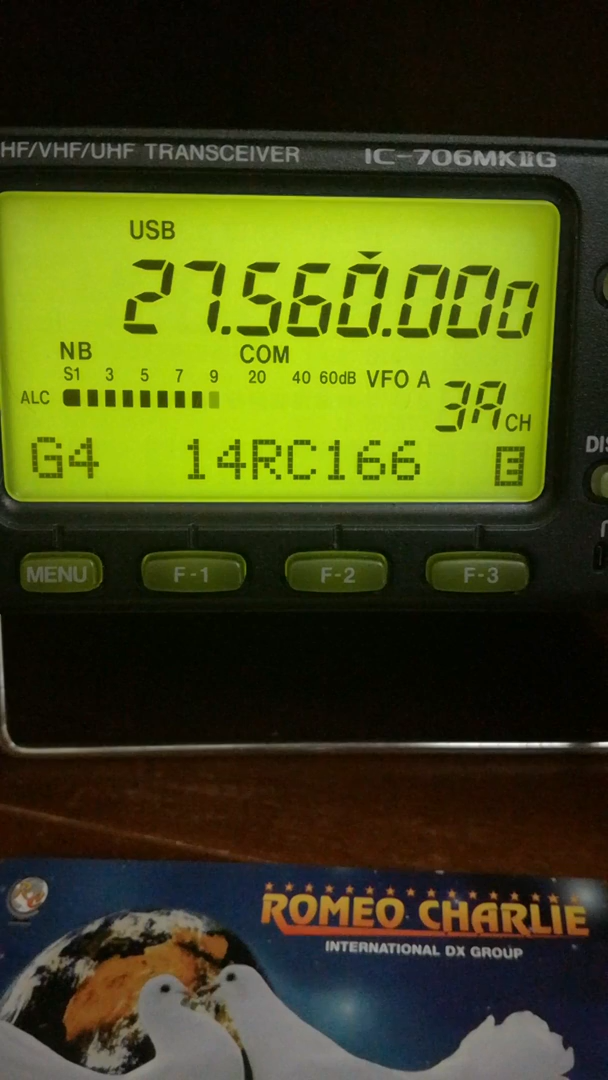 HF/VHF/UHF TRANSCEIVER IC-706MKIIG
USB
27.560.000
NB COM
S1 3 5 7 9 20 40 60dB VFO A
ALC 3A CH
G4 14RC166 E
DIS
MENU F-1 F-2 F-3
ROMEO CHARLIE
INTERNATIONAL DX GROUP